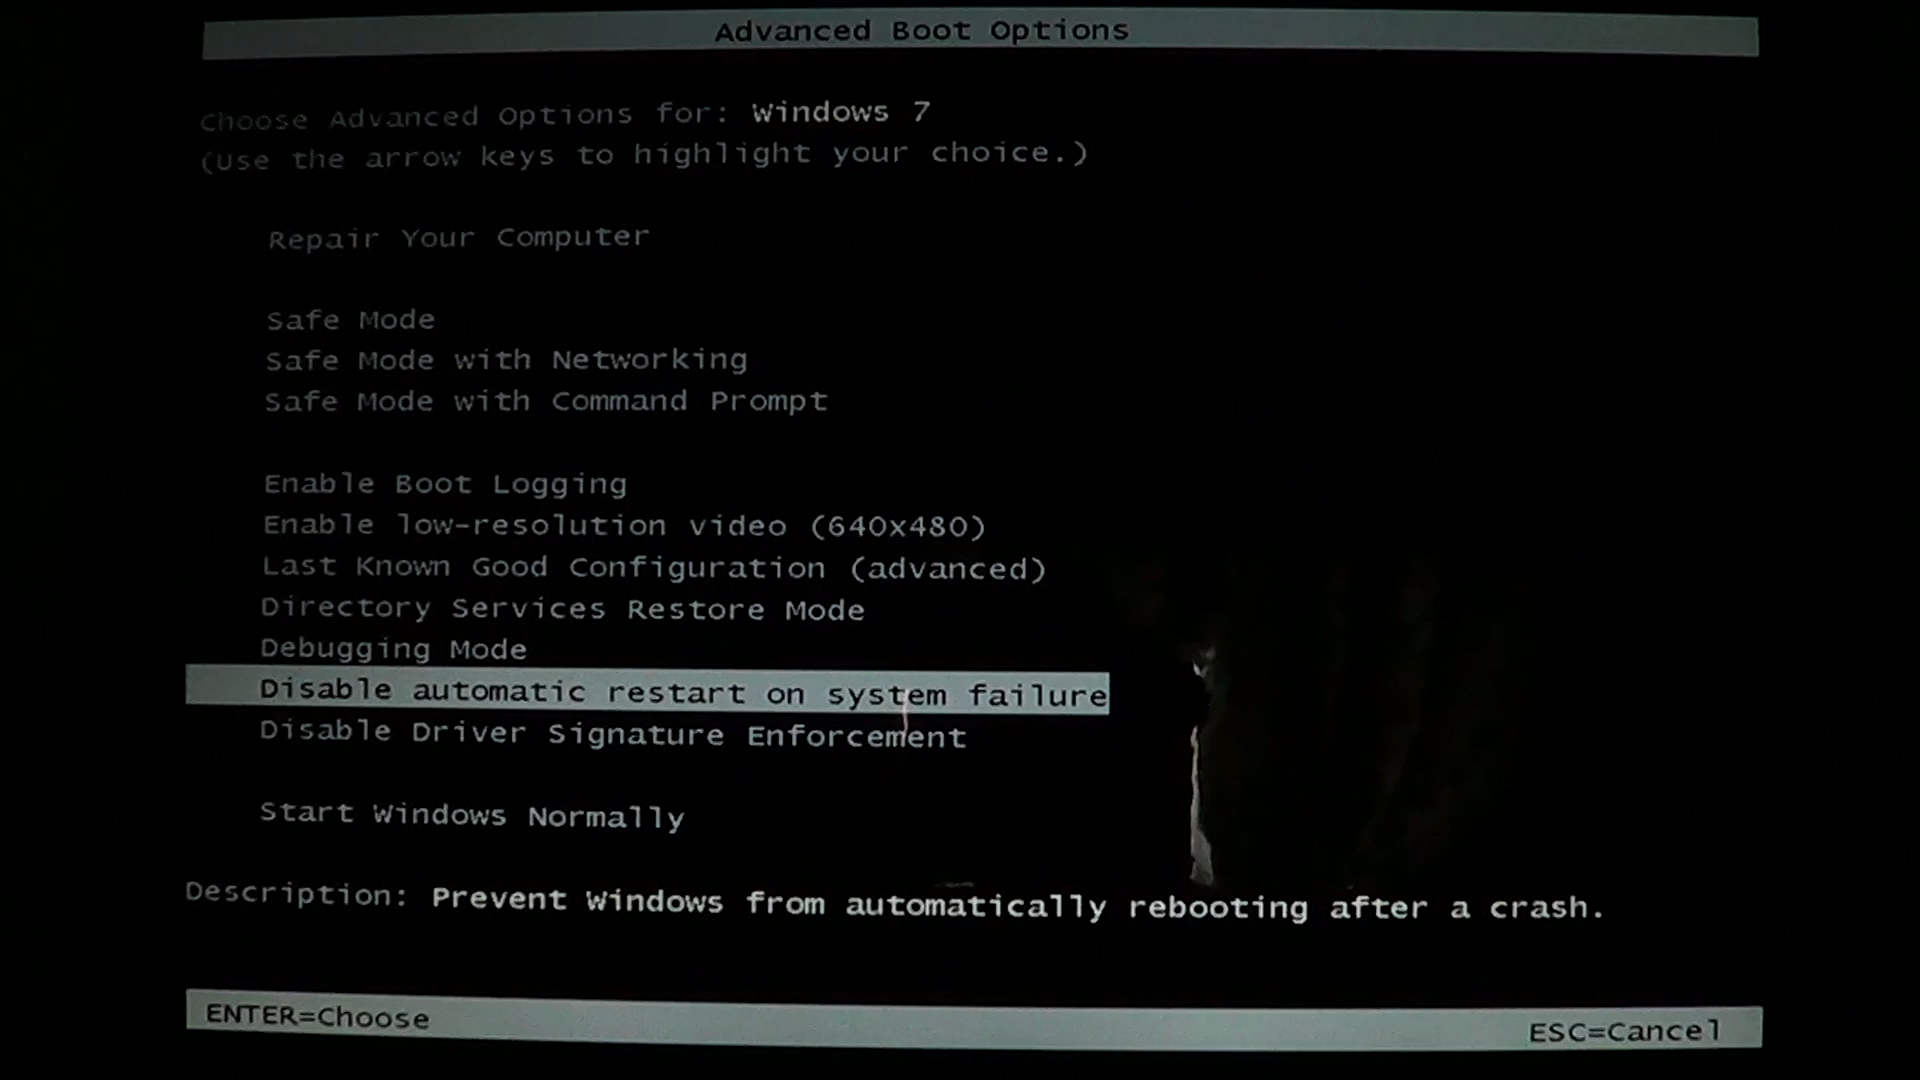 Advanced Boot Options
Choose Advanced Options for: Windows 7
(Use the arrow keys to highlight your choice.)
Repair Your Computer
Safe Mode
Safe Mode with Networking
Safe Mode with Command Prompt
Enable Boot Logging
Enable low-resolution video (640x480)
Last Known Good Configuration (advanced)
Directory Services Restore Mode
Debugging Mode
Disable automatic restart on system failure
Disable Driver Signature Enforcement
Start Windows Normally
Description: Prevent Windows from automatically rebooting after a crash.
ENTER=Choose
ESC=Cancel